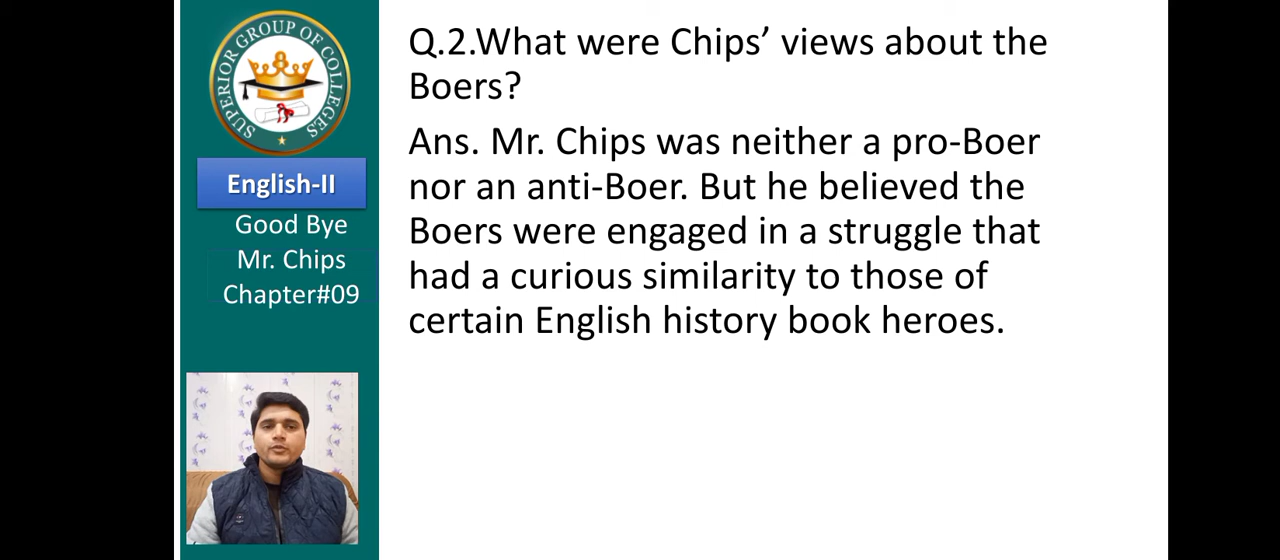 SUPERIOR GROUP OF COLLEGES
English-II
Good Bye
Mr. Chips
Chapter#09
Q.2.What were Chips’ views about the
Boers?
Ans. Mr. Chips was neither a pro-Boer
nor an anti-Boer. But he believed the
Boers were engaged in a struggle that
had a curious similarity to those of
certain English history book heroes.